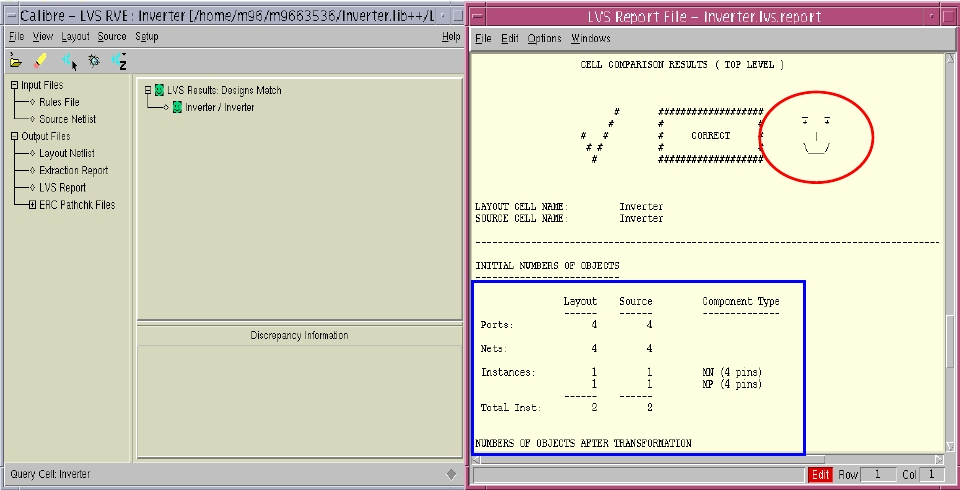 Calibre – LVS RVE : Inverter [/home/m96/m9663536/Inverter.lib++/L
File View Layout Source Setup Help
Input Files
Rules File
Source Netlist
Output Files
Layout Netlist
Extraction Report
LVS Report
ERC Pathchk Files
LVS Results: Designs Match
Inverter / Inverter
Discrepancy Information
Query Cell: Inverter
LVS Report File – Inverter.lvs.report
File Edit Options Windows
CELL COMPARISON RESULTS ( TOP LEVEL )
# ###################
# # #
# # # CORRECT #
# # # #
# ###################
LAYOUT CELL NAME: Inverter
SOURCE CELL NAME: Inverter
INITIAL NUMBERS OF OBJECTS
Layout Source Component Type
Ports: 4 4
Nets: 4 4
Instances: 1 1 MN (4 pins)
1 1 MP (4 pins)
Total Inst: 2 2
NUMBERS OF OBJECTS AFTER TRANSFORMATION
Edit Row 1 Col 1